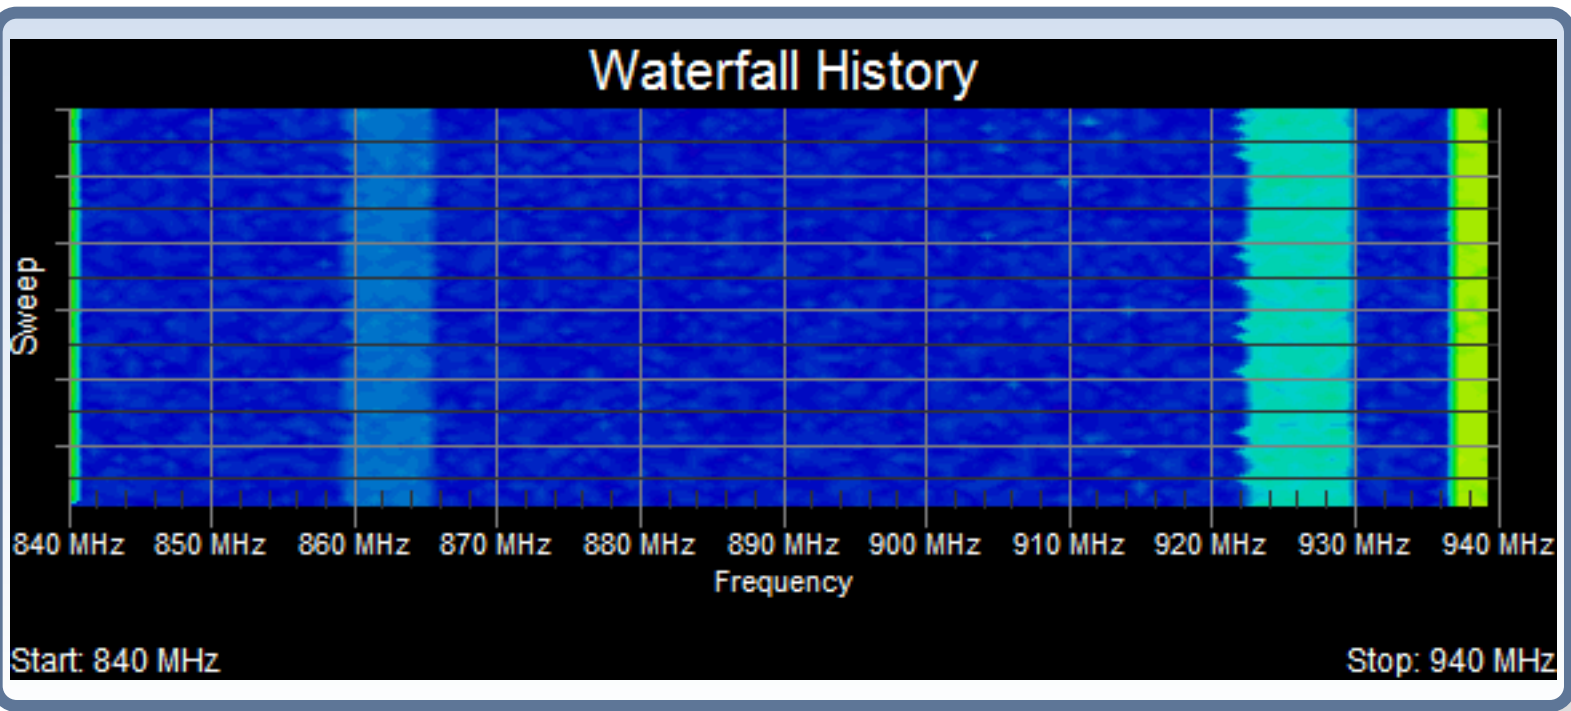 Waterfall History
Sweep
840 MHz 850 MHz 860 MHz 870 MHz 880 MHz 890 MHz 900 MHz 910 MHz 920 MHz 930 MHz 940 MHz
Frequency
Start: 840 MHz
Stop: 940 MHz